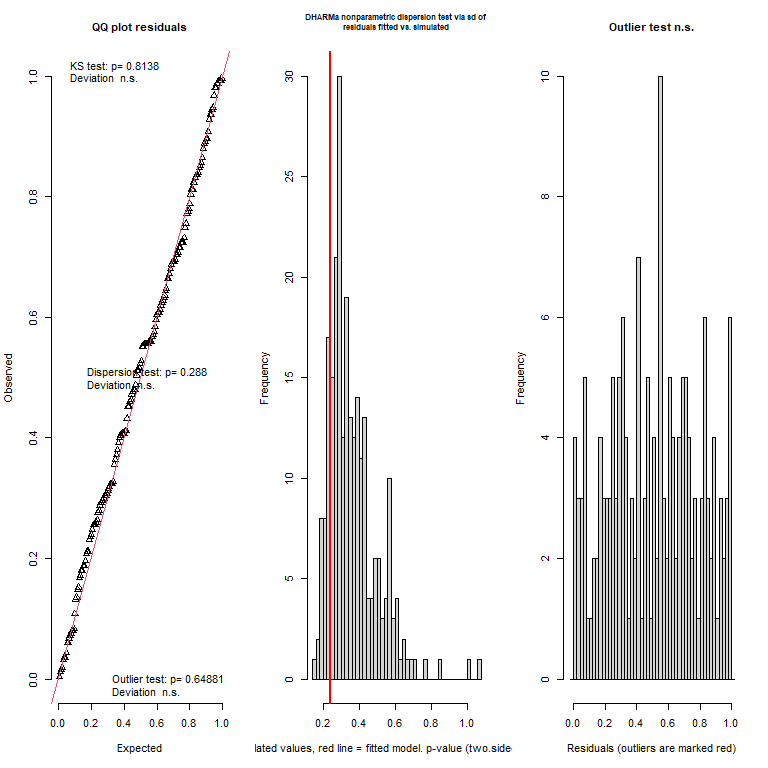 QQ plot residuals
KS test: p= 0.8138
Deviation n.s.
Dispersion test: p= 0.288
Deviation n.s.
Outlier test: p= 0.64881
Deviation n.s.
Observed
0.0 0.2 0.4 0.6 0.8 1.0
0.0 0.2 0.4 0.6 0.8 1.0
Expected
DHARMa nonparametric dispersion test via sd of
residuals fitted vs. simulated
Frequency
0 5 10 15 20 25 30
0.2 0.4 0.6 0.8 1.0
lated values, red line = fitted model. p-value (two.side
Outlier test n.s.
Frequency
0 2 4 6 8 10
0.0 0.2 0.4 0.6 0.8 1.0
Residuals (outliers are marked red)